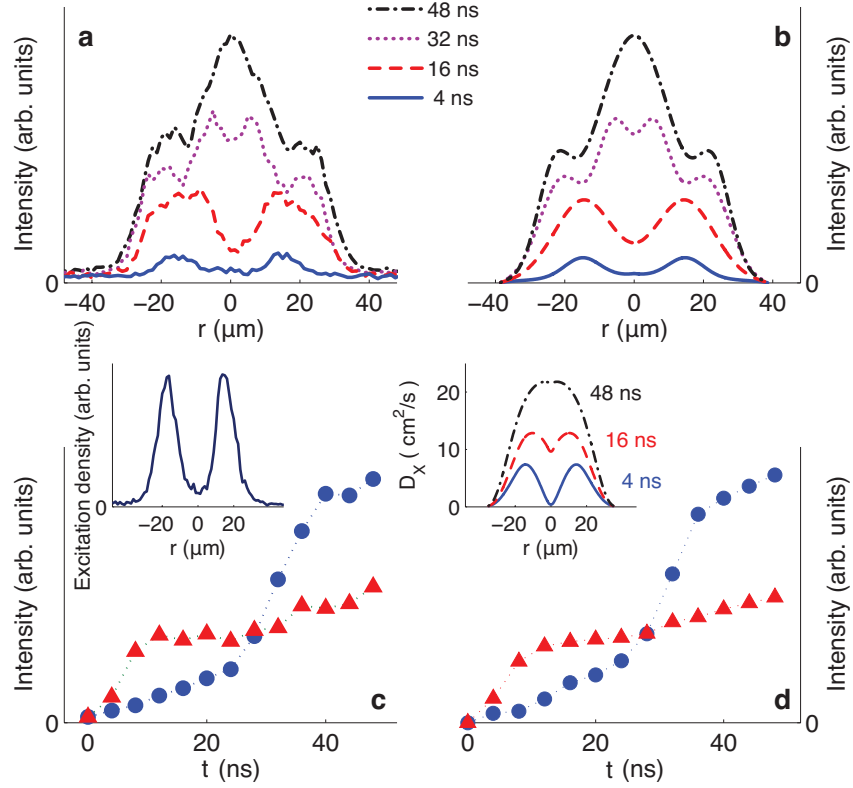 48 ns
32 ns
16 ns
4 ns
a
b
Intensity (arb. units)
Intensity (arb. units)
0
0
−40 −20 0 20 40
−40 −20 0 20 40
r (μm)
r (μm)
Excitation density (arb. units)
0
−20 0 20
r (μm)
D_X ( cm²/s)
20
10
0
48 ns
16 ns
4 ns
−20 0 20
r (μm)
Intensity (arb. units)
Intensity (arb. units)
c
d
0
0
0 20 40
0 20 40
t (ns)
t (ns)